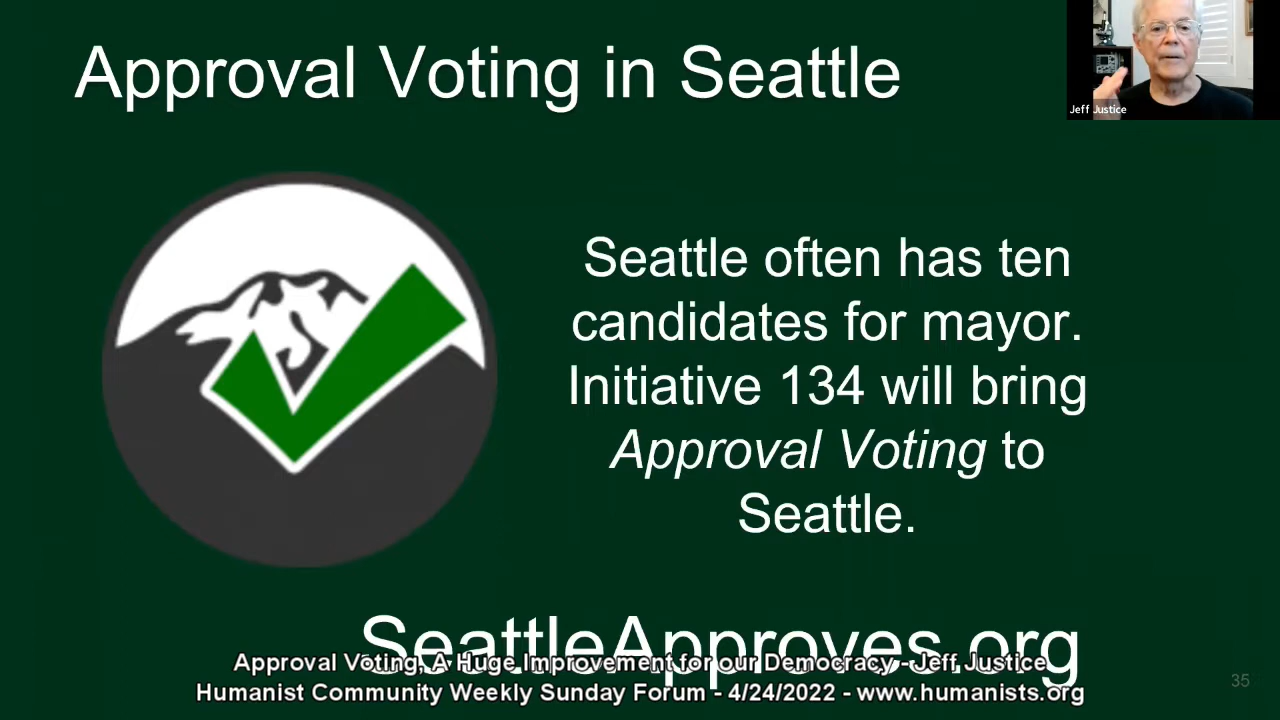 Approval Voting in Seattle
Jeff Justice
Seattle often has ten
candidates for mayor.
Initiative 134 will bring
Approval Voting to
Seattle.
SeattleApproves.org
Approval Voting, A Huge Improvement for our Democracy - Jeff Justice
Humanist Community Weekly Sunday Forum - 4/24/2022 - www.humanists.org
35